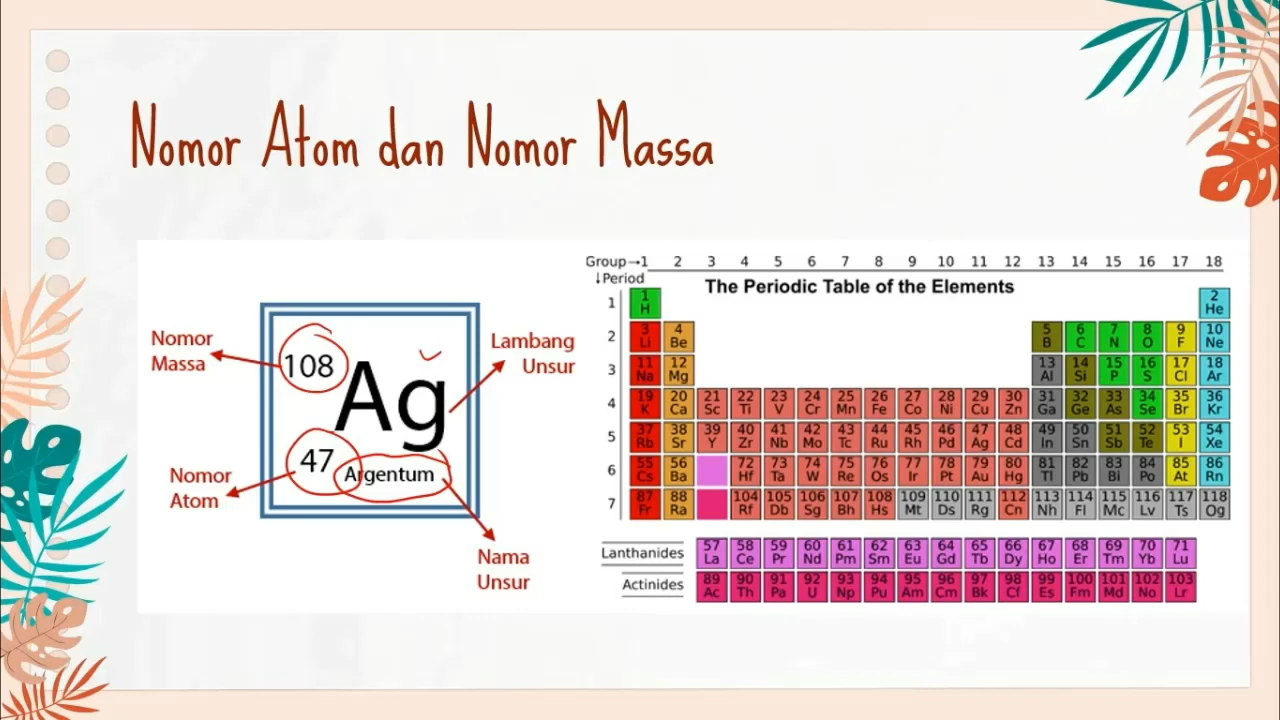 Nomor Atom dan Nomor Massa
Nomor
Massa
108
Ag
Lambang
Unsur
Nomor
Atom
47
Argentum
Nama
Unsur
Group→1 2 3 4 5 6 7 8 9 10 11 12 13 14 15 16 17 18
↓Period
The Periodic Table of the Elements
1
1 2
H He
2
3 4 5 6 7 8 9 10
Li Be B C N O F Ne
3
11 12 13 14 15 16 17 18
Na Mg Al Si P S Cl Ar
4
19 20 21 22 23 24 25 26 27 28 29 30 31 32 33 34 35 36
K Ca Sc Ti V Cr Mn Fe Co Ni Cu Zn Ga Ge As Se Br Kr
5
37 38 39 40 41 42 43 44 45 46 47 48 49 50 51 52 53 54
Rb Sr Y Zr Nb Mo Tc Ru Rh Pd Ag Cd In Sn Sb Te I Xe
6
55 56 72 73 74 75 76 77 78 79 80 81 82 83 84 85 86
Cs Ba Hf Ta W Re Os Ir Pt Au Hg Tl Pb Bi Po At Rn
7
87 88 104 105 106 107 108 109 110 111 112 113 114 115 116 117 118
Fr Ra Rf Db Sg Bh Hs Mt Ds Rg Cn Nh Fl Mc Lv Ts Og
Lanthanides
57 58 59 60 61 62 63 64 65 66 67 68 69 70 71
La Ce Pr Nd Pm Sm Eu Gd Tb Dy Ho Er Tm Yb Lu
Actinides
89 90 91 92 93 94 95 96 97 98 99 100 101 102 103
Ac Th Pa U Np Pu Am Cm Bk Cf Es Fm Md No Lr